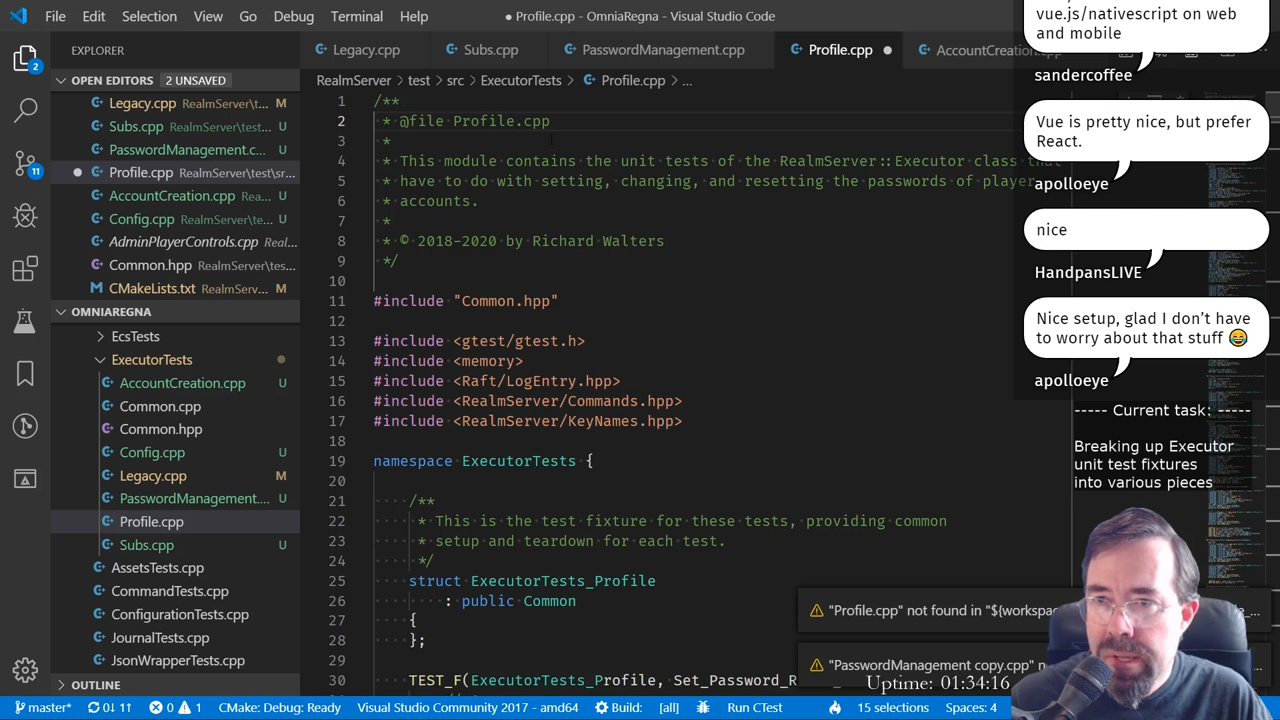 File Edit Selection View Go Debug Terminal Help
● Profile.cpp - OmniaRegna - Visual Studio Code
EXPLORER
OPEN EDITORS 2 UNSAVED
Legacy.cpp RealmServer\t... M
Subs.cpp RealmServer\te... U
PasswordManagement.c... U
Profile.cpp RealmServer\test\sr...
AccountCreation.cpp Re... U
Config.cpp RealmServer\... U
AdminPlayerControls.cpp Real...
Common.hpp RealmServer\tes...
CMakeLists.txt RealmServ... M
OMNIAREGNA
EcsTests
ExecutorTests
AccountCreation.cpp U
Common.cpp
Common.hpp
Config.cpp U
Legacy.cpp M
PasswordManagement... U
Profile.cpp
Subs.cpp U
AssetsTests.cpp
CommandTests.cpp
ConfigurationTests.cpp
JournalTests.cpp
JsonWrapperTests.cpp
OUTLINE
2
11
Legacy.cpp Subs.cpp PasswordManagement.cpp Profile.cpp ● AccountCreation.cpp
RealmServer > test > src > ExecutorTests > Profile.cpp > ...
1 /**
2 * @file Profile.cpp
3 *
4 * This module contains the unit tests of the RealmServer::Executor class that
5 * have to do with setting, changing, and resetting the passwords of player
6 * accounts.
7 *
8 * © 2018-2020 by Richard Walters
9 */
10
11 #include "Common.hpp"
12
13 #include <gtest/gtest.h>
14 #include <memory>
15 #include <Raft/LogEntry.hpp>
16 #include <RealmServer/Commands.hpp>
17 #include <RealmServer/KeyNames.hpp>
18
19 namespace ExecutorTests {
20
21 /**
22 * This is the test fixture for these tests, providing common
23 * setup and teardown for each test.
24 */
25 struct ExecutorTests_Profile
26 : public Common
27 {
28 };
29
30 TEST_F(ExecutorTests_Profile, Set_Password_R
vue.js/nativescript on web
and mobile
sandercoffee
Vue is pretty nice, but prefer
React.
apolloeye
nice
HandpansLIVE
Nice setup, glad I don't have
to worry about that stuff 😂
apolloeye
----- Current task: -----
Breaking up Executor
unit test fixtures
into various pieces
"Profile.cpp" not found in "${workspac
"PasswordManagement copy.cpp" no
Uptime: 01:34:16
master* 0↓ 1↑ 0 1 CMake: Debug: Ready Visual Studio Community 2017 - amd64 Build: [all] Run CTest 15 selections Spaces: 4